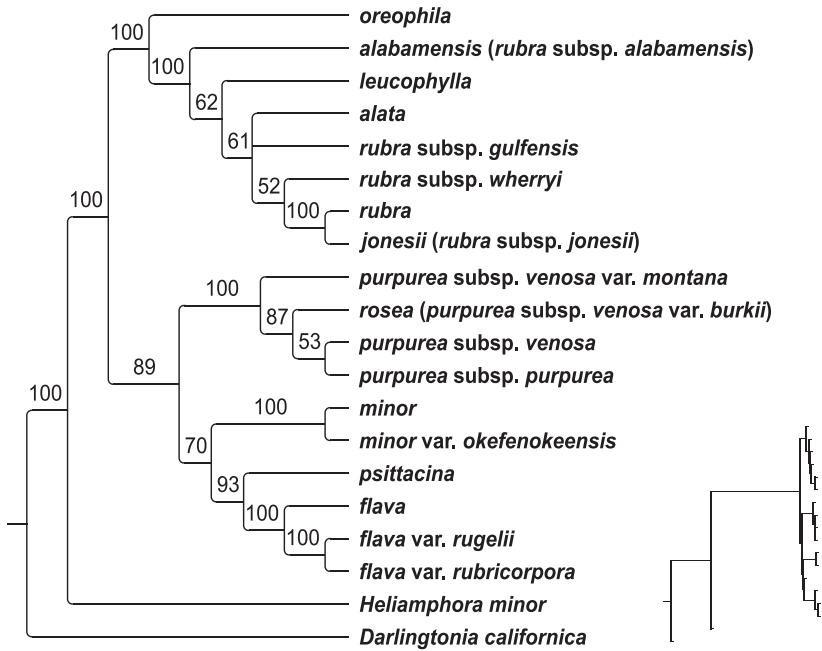 oreophila
100
alabamensis (rubra subsp. alabamensis)
100
leucophylla
62
alata
61
rubra subsp. gulfensis
rubra subsp. wherryi
52
100
rubra
100
jonesii (rubra subsp. jonesii)
purpurea subsp. venosa var. montana
100
rosea (purpurea subsp. venosa var. burkii)
87
53
purpurea subsp. venosa
89
purpurea subsp. purpurea
100
100
minor
minor var. okefenokeensis
70
psittacina
93
flava
100
100
flava var. rugelii
flava var. rubricorpora
Heliamphora minor
Darlingtonia californica